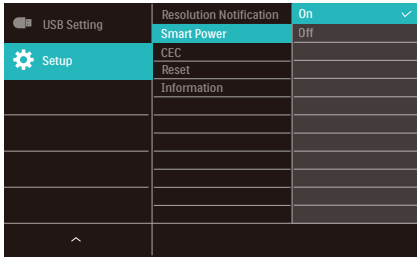 USB Setting
Setup
Resolution Notification
Smart Power
CEC
Reset
Information
On
Off